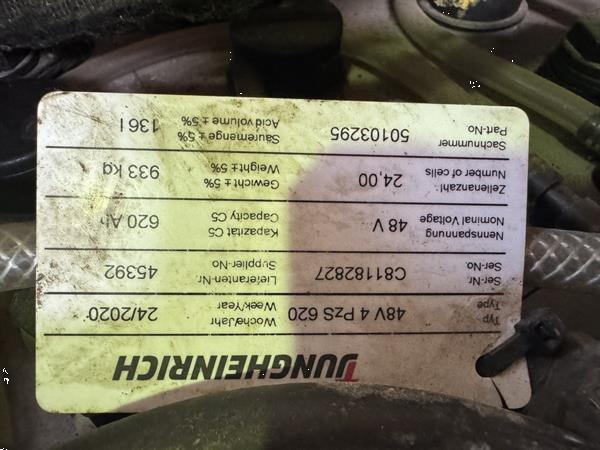 JUNGHEINRICH
Typ 48V 4 PzS 620 Woche/Jahr 24/2020
Type Week/Year
Ser-Nr. C81182827 Lieferanten-Nr. 45392
Ser-No. Supplier-No
Nennspannung 48 V Kapazität C5 620 Ah
Nominal Voltage Capacity C5
Zellenanzahl. 24,00 Gewicht ± 5% 933 kg
Number of cells Weight ± 5%
Sachnummer 50103295 Säuremenge ± 5% 136 l
Part-No Acid volume ± 5%